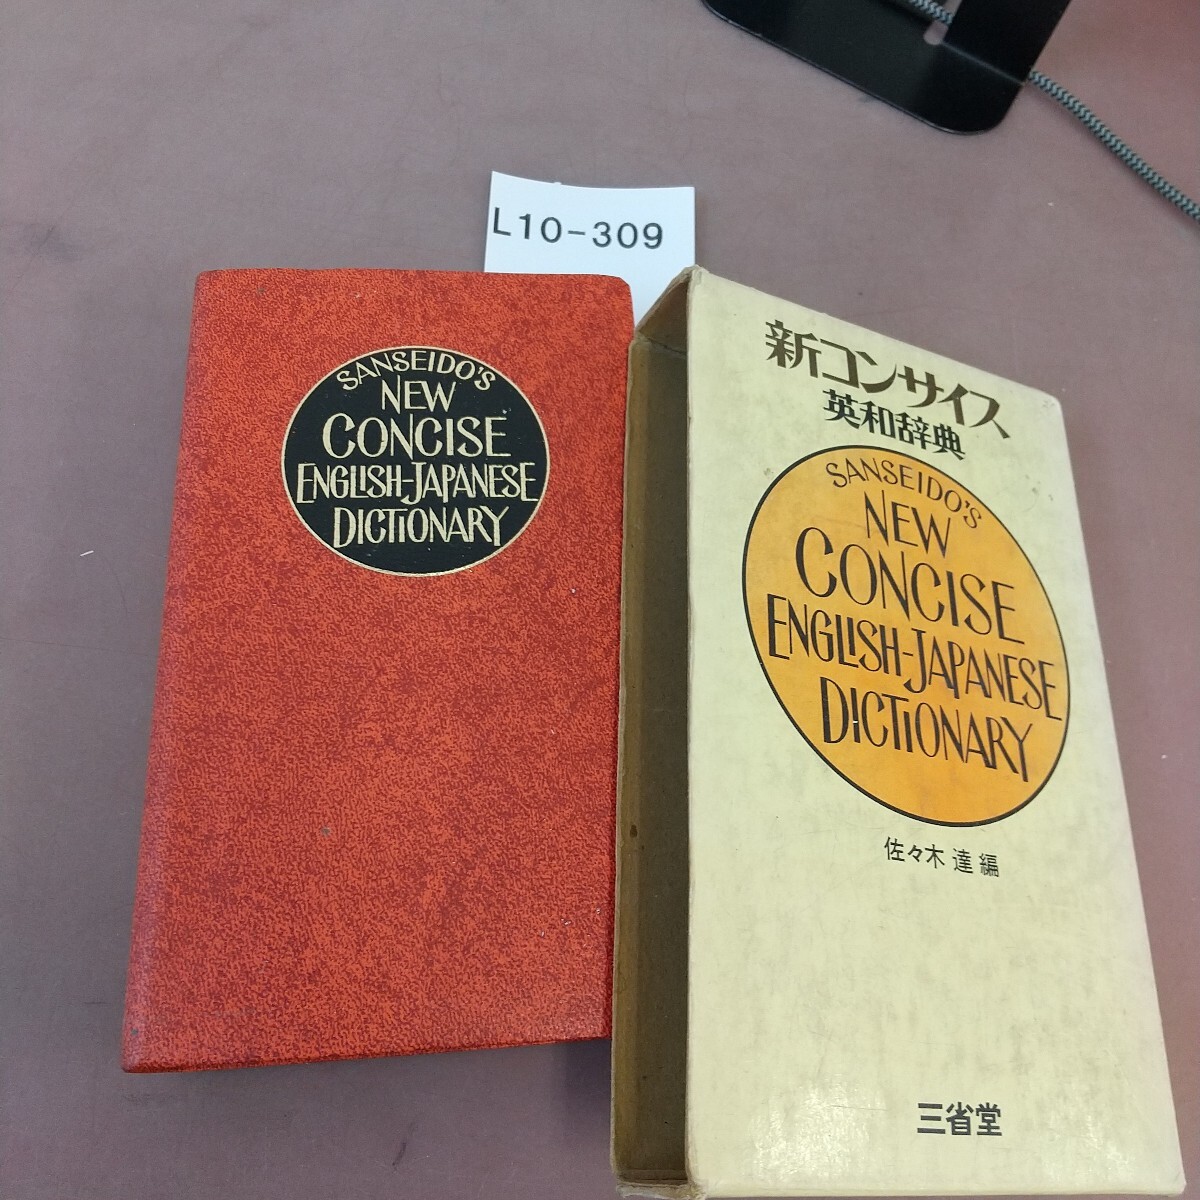 L10-309
SANSEIDO'S
NEW
CONCISE
ENGLISH-JAPANESE
DICTIONARY
新コンサイス
英和辞典
SANSEIDO'S
NEW
CONCISE
ENGLISH-JAPANESE
DICTIONARY
佐々木 達 編
三省堂